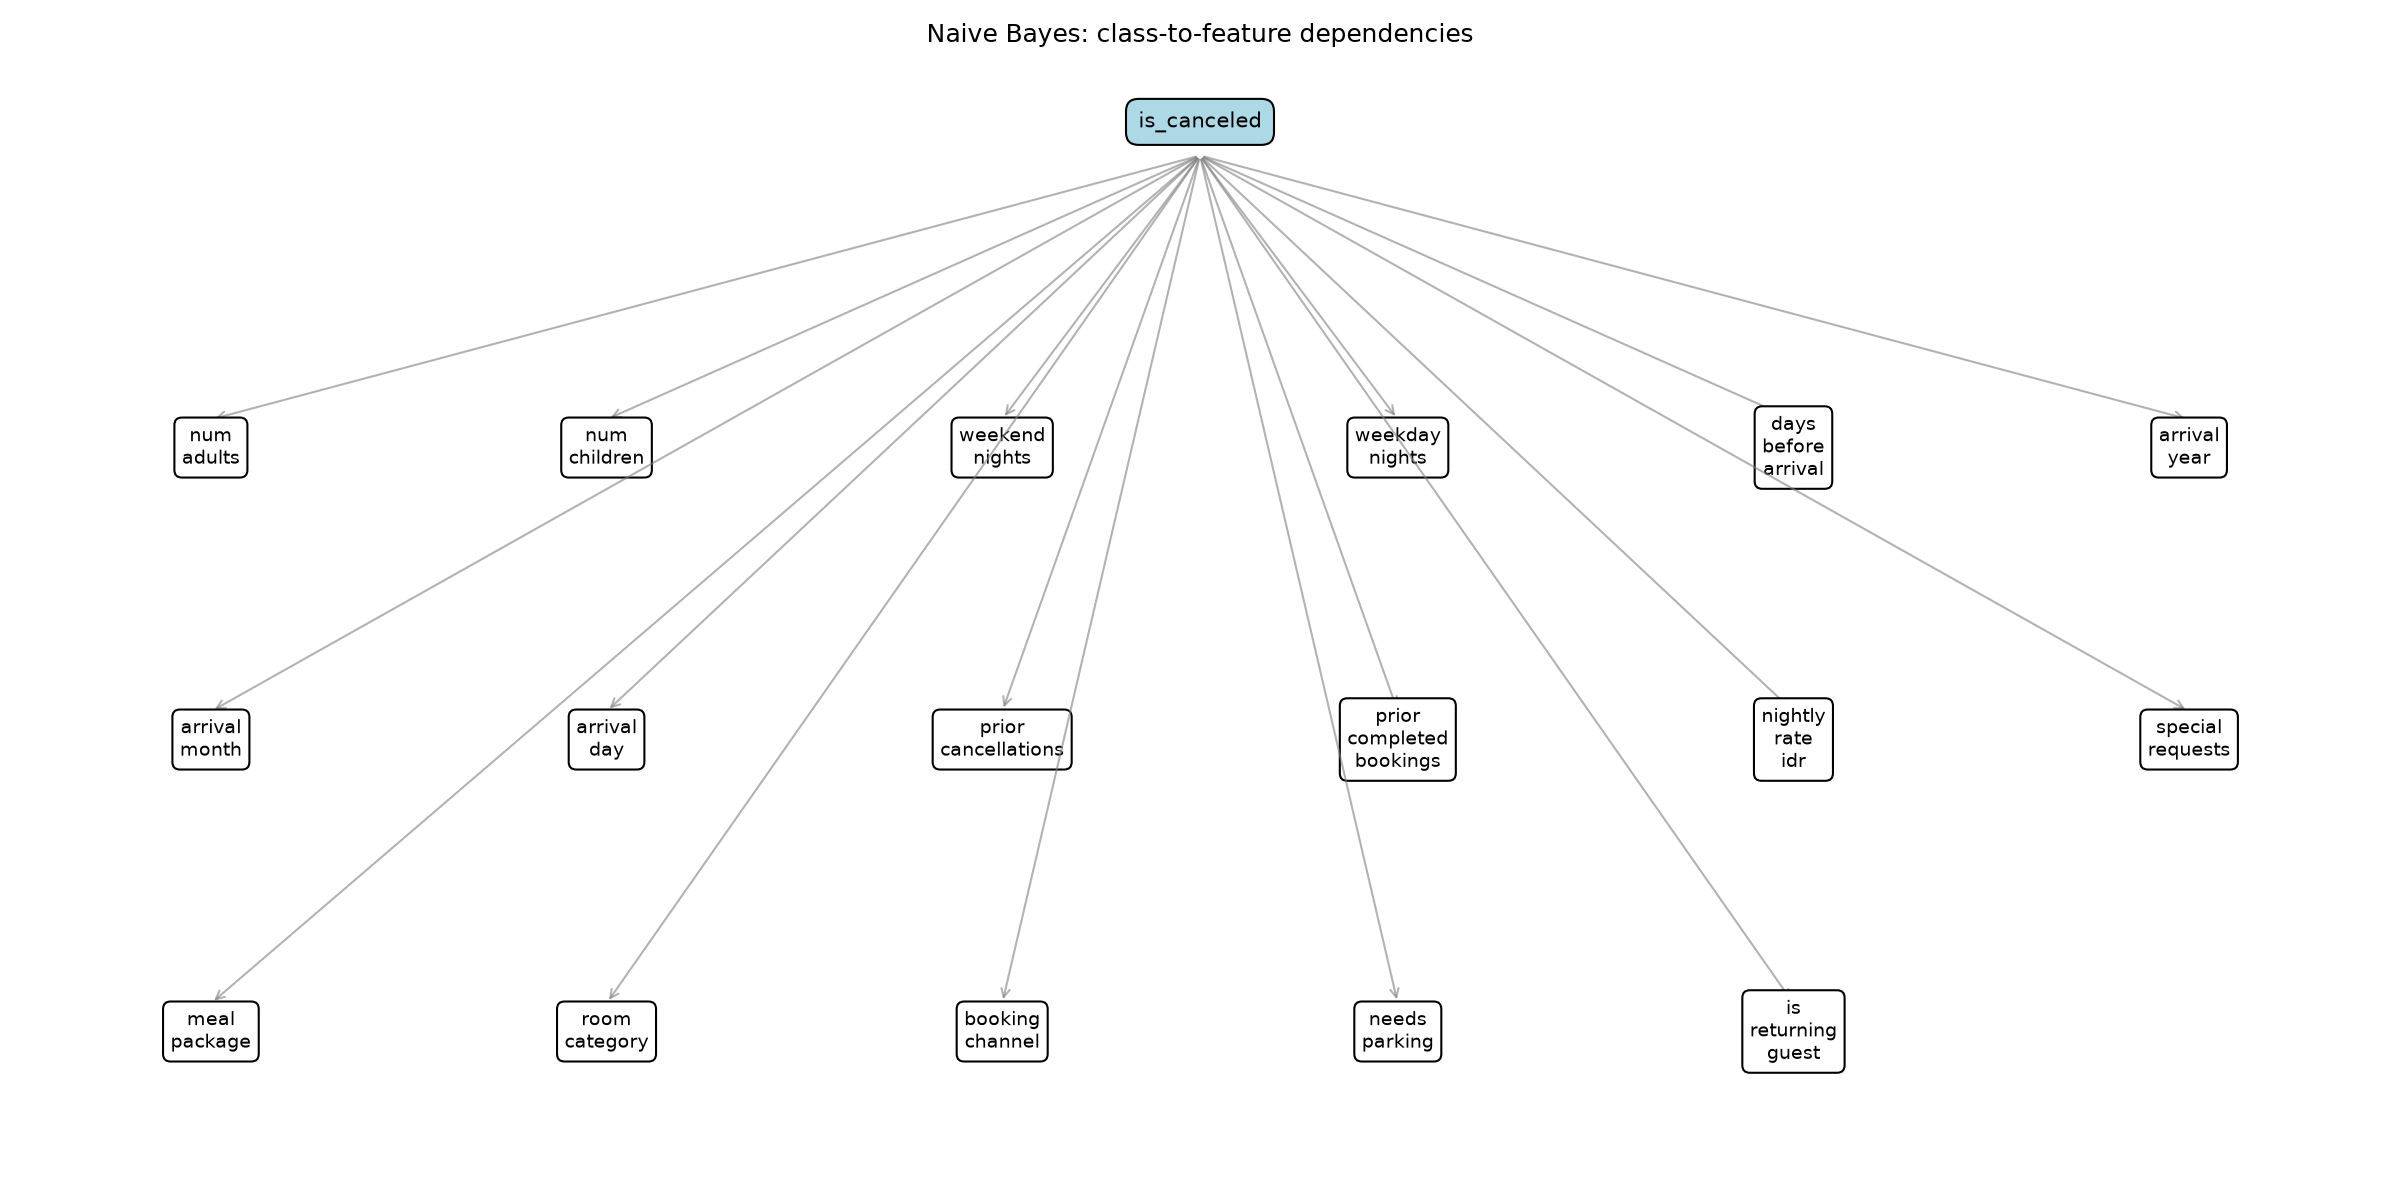 Naive Bayes: class-to-feature dependencies
is_canceled
num
adults
num
children
weekend
nights
weekday
nights
days
before
arrival
arrival
year
arrival
month
arrival
day
prior
cancellations
prior
completed
bookings
nightly
rate
idr
special
requests
meal
package
room
category
booking
channel
needs
parking
is
returning
guest